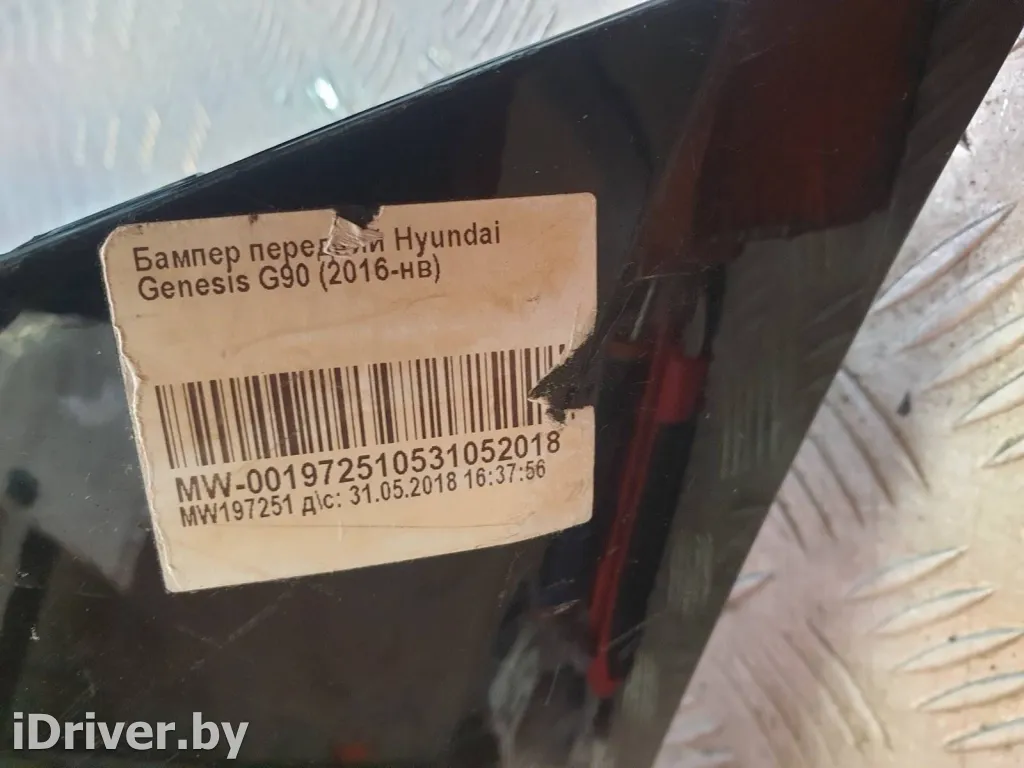 Бампер передний Hyundai
Genesis G90 (2016-нв)
MW-001972510531052018
MW197251 д\с: 31.05.2018 16:37:56
iDriver.by